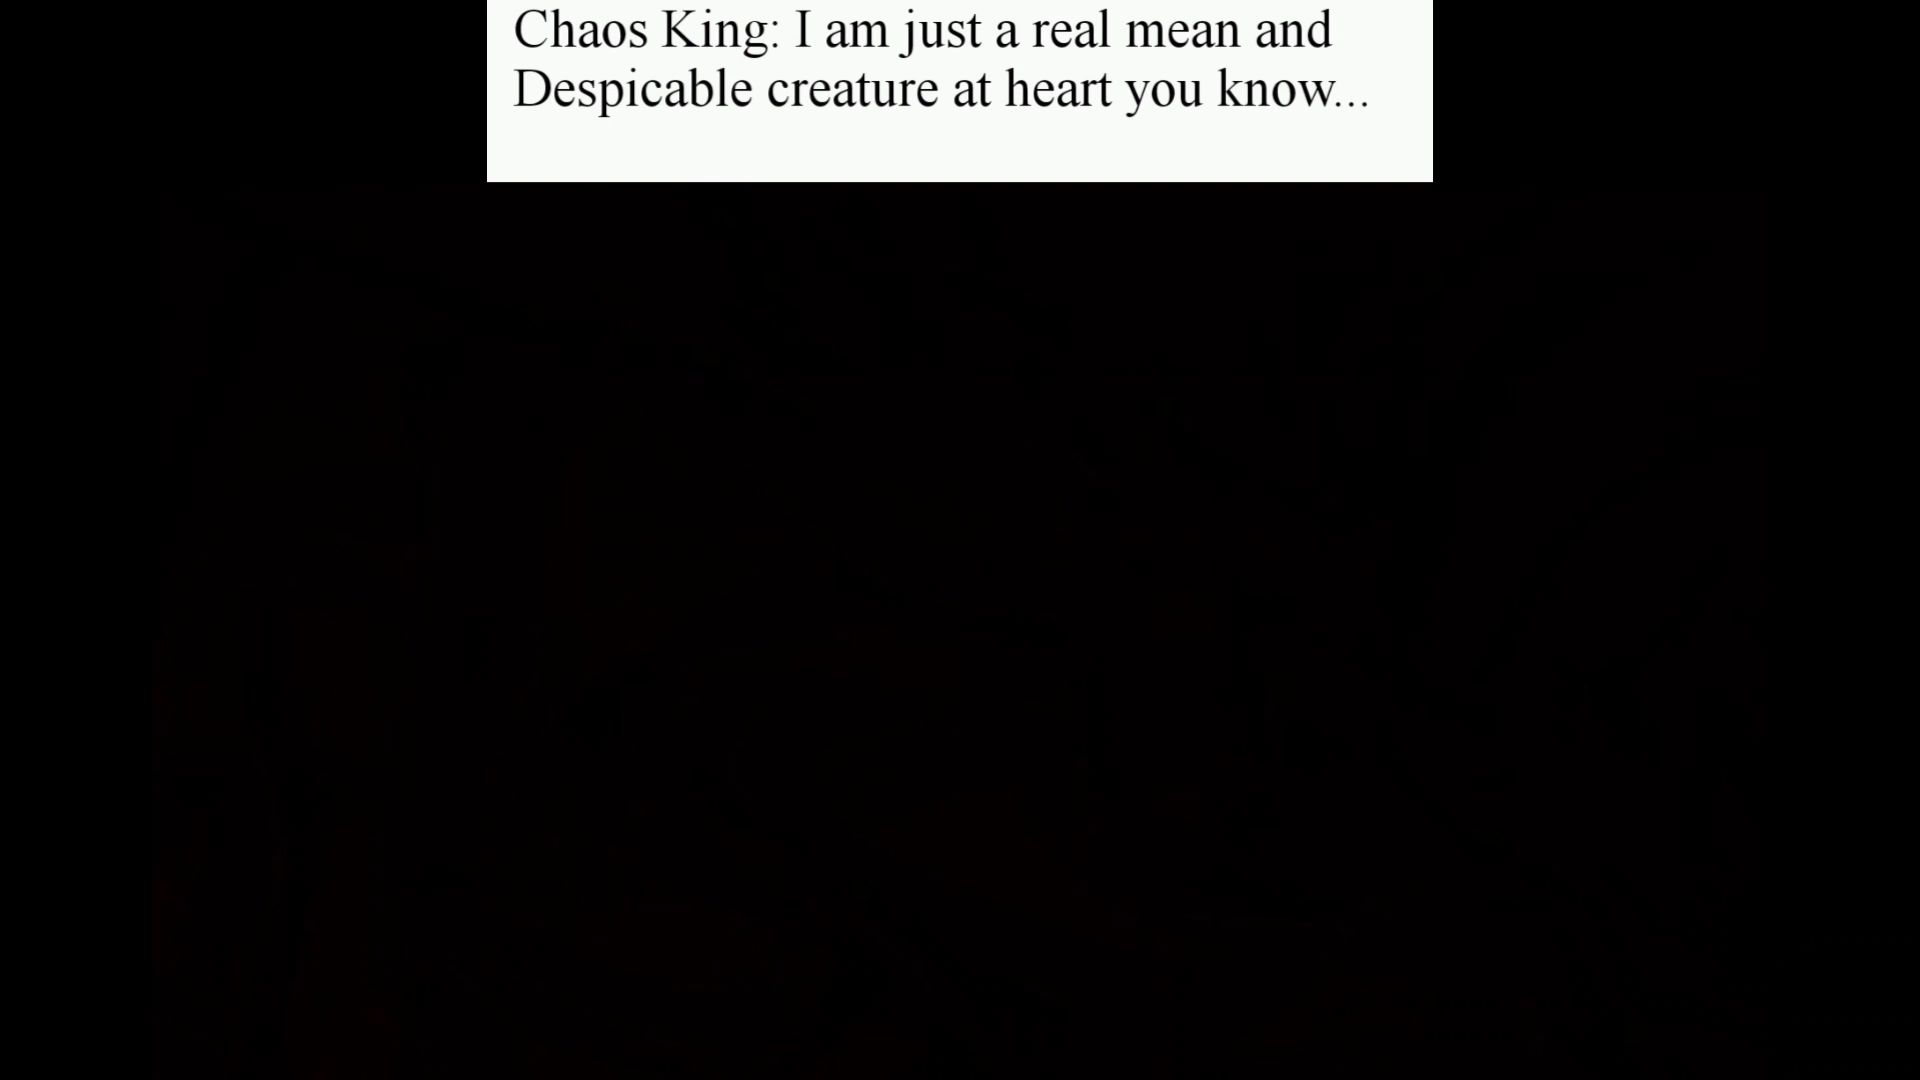 Chaos King: I am just a real mean and
Despicable creature at heart you know...